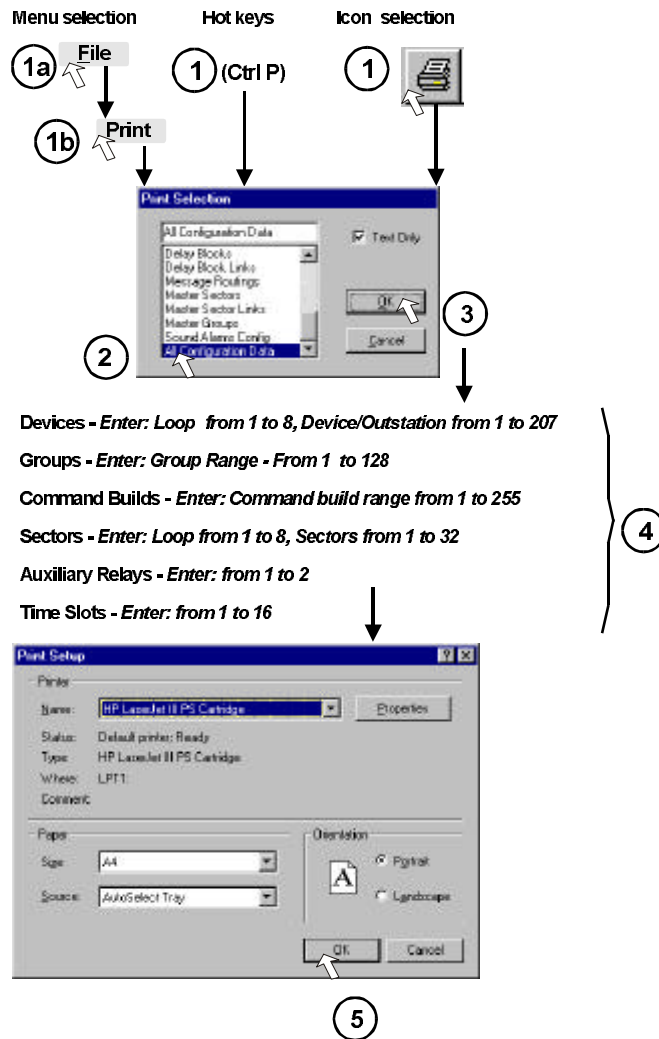 Menu selection
Hot keys
Icon selection
1a
File
1
(Ctrl P)
1
1b
Print
Print Selection
All Configuration Data
Text Only
Delay Blocks
Delay Block Links
Message Routings
Master Sectors
Master Sector Links
Master Groups
Sound Alarms Config
All Configuration Data
OK
Cancel
2
3
Devices - Enter: Loop from 1 to 8, Device/Outstation from 1 to 207
Groups - Enter: Group Range - From 1 to 128
Command Builds - Enter: Command build range from 1 to 255
Sectors - Enter: Loop from 1 to 8, Sectors from 1 to 32
Auxiliary Relays - Enter: from 1 to 2
Time Slots - Enter: from 1 to 16
4
Print Setup
Printer
Name: HP LaserJet III PS Cartridge
Properties
Status: Default printer; Ready
Type: HP LaserJet III PS Cartridge
Where: LPT1:
Comment:
Paper
Size: A4
Source: AutoSelect Tray
Orientation
A
Portrait
Landscape
OK
Cancel
5